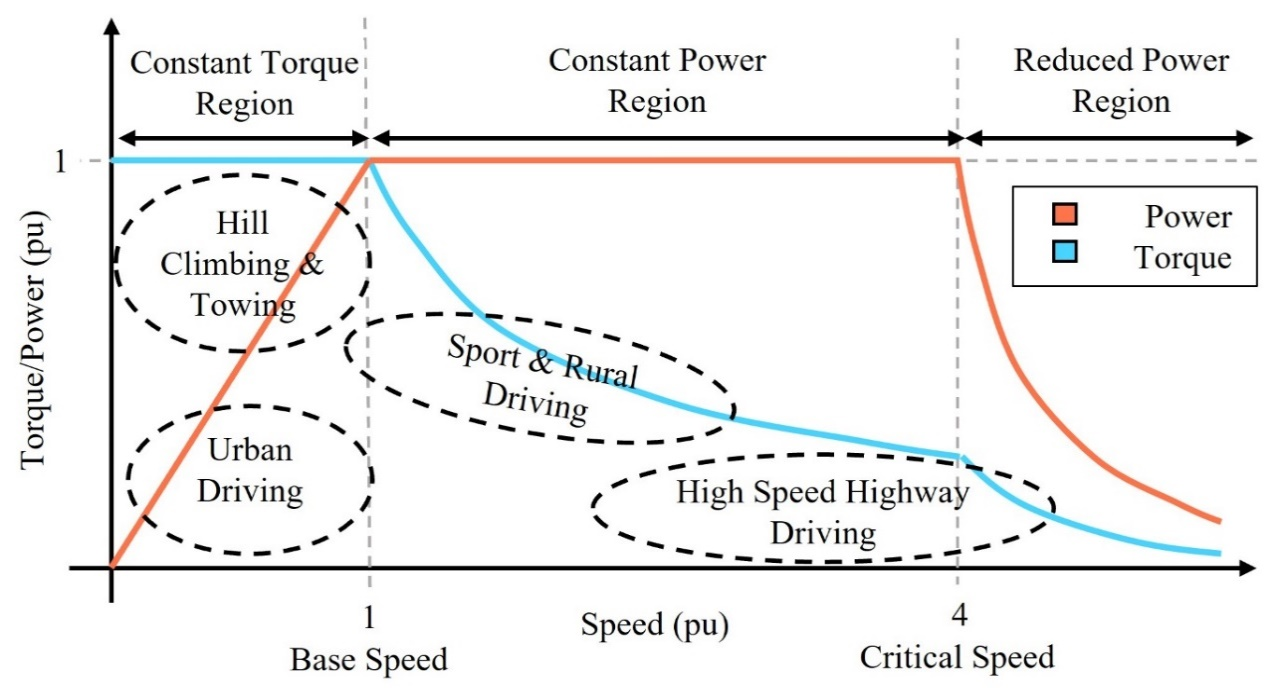 Constant Torque
Region
Constant Power
Region
Reduced Power
Region
1
Torque/Power (pu)
Power
Torque
Hill
Climbing &
Towing
Sport & Rural
Driving
Urban
Driving
High Speed Highway
Driving
1
4
Speed (pu)
Base Speed
Critical Speed